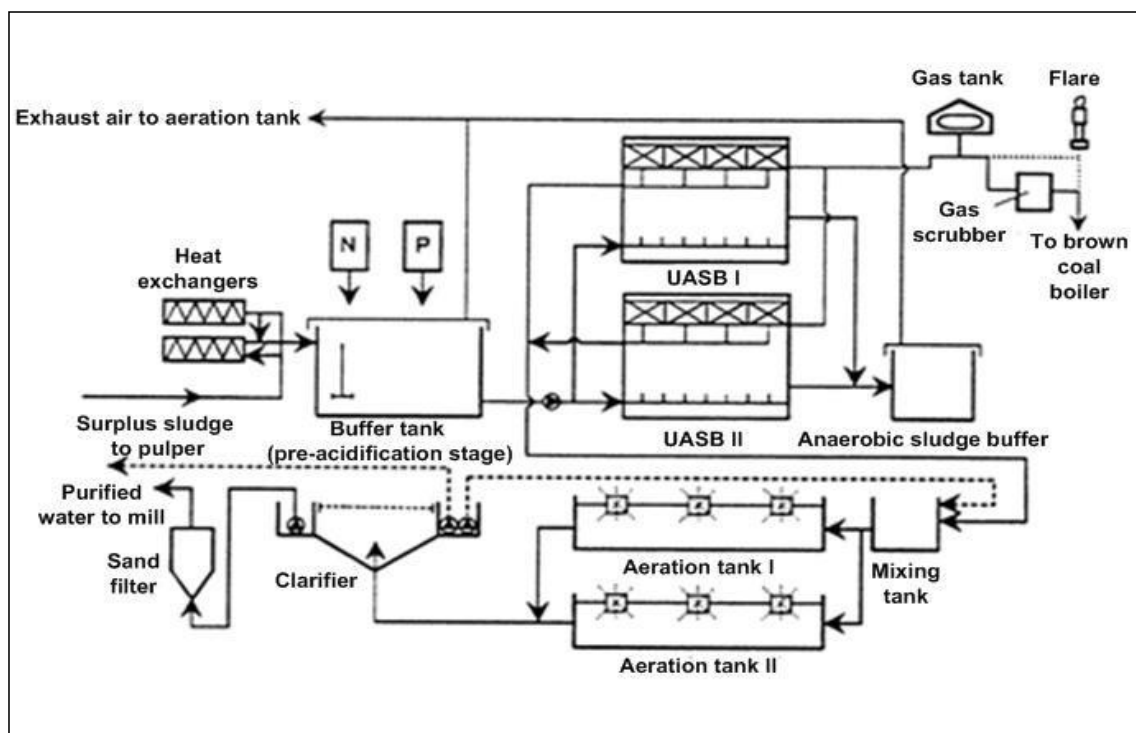 Gas tank
Flare
Exhaust air to aeration tank
N
P
Gas
scrubber
To brown
coal
boiler
Heat
exchangers
UASB I
Surplus sludge
to pulper
Buffer tank
(pre-acidification stage)
UASB II
Anaerobic sludge buffer
Purified
water to mill
Sand
filter
Clarifier
Aeration tank I
Mixing
tank
Aeration tank II